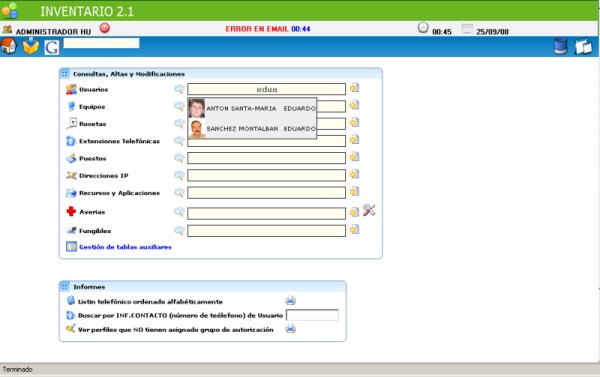 INVENTARIO 2.1
ADMINISTRADOR HU ERROR EN EMAIL 00:44 00:45 25/09/08
G
Consultas, Altas y Modificaciones
Usuarios edua
Equipos
ANTON SANTA-MARIA EDUARDO
Rosetas
SANCHEZ MONTALBAN EDUARDO
Extensiones Telefónicas
Puestos
Direcciones IP
Recursos y Aplicaciones
Averías
Fungibles
Gestión de tablas auxiliares
Informes
Listin telefónico ordenado alfabéticamente
Buscar por INF.CONTACTO (número de teléfono) de Usuario
Ver perfiles que NO tienen asignado grupo de autorización
Terminado